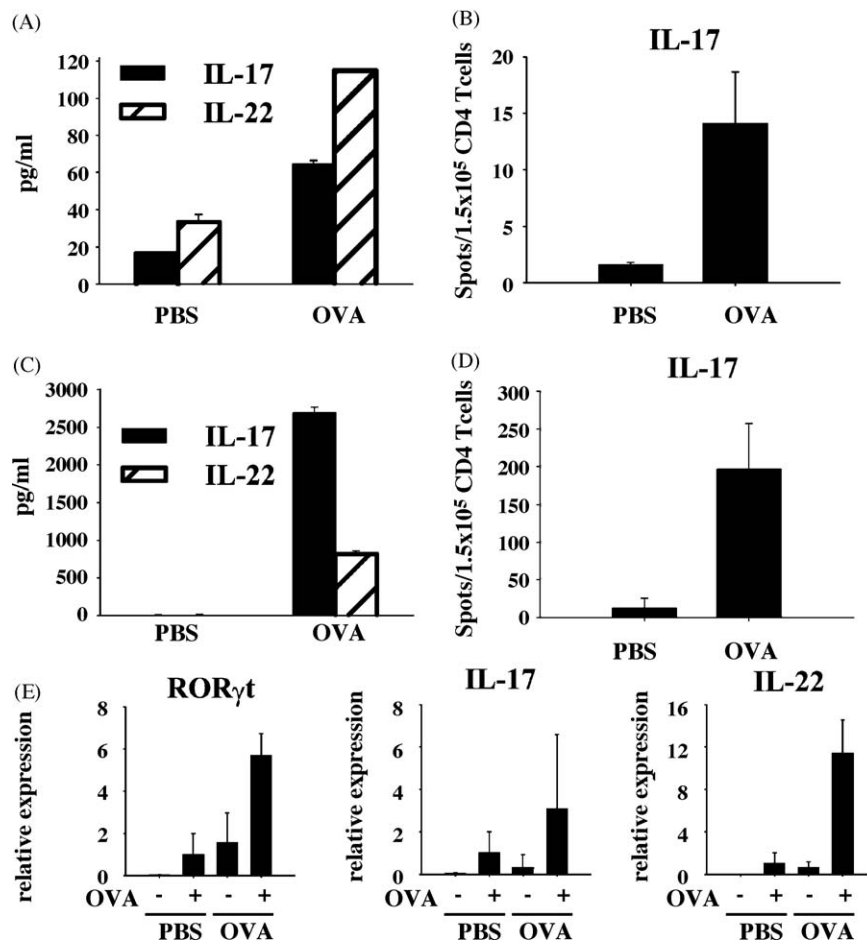 (A)
120
100
80
60
40
20
0
pg/ml
IL-17
IL-22
PBS
OVA
(B)
IL-17
20
15
10
5
0
Spots/1.5x10⁵ CD4 Tcells
PBS
OVA
(C)
3000
2500
2000
1500
1000
500
0
pg/ml
IL-17
IL-22
PBS
OVA
(D)
IL-17
300
250
200
150
100
50
0
Spots/1.5x10⁵ CD4 Tcells
PBS
OVA
(E)
RORγt
8
6
4
2
0
relative expression
OVA - + - +
PBS OVA
IL-17
8
6
4
2
0
relative expression
- + - +
PBS OVA
IL-22
16
12
8
4
0
relative expression
OVA - + - +
PBS OVA